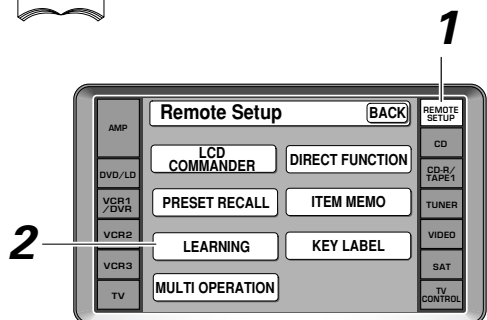 1
Remote Setup
BACK
REMOTE
SETUP
AMP
CD
LCD
COMMANDER
DIRECT FUNCTION
DVD/LD
CD-R/
TAPE1
VCR1
/DVR
PRESET RECALL
ITEM MEMO
TUNER
2
VCR2
LEARNING
KEY LABEL
VIDEO
VCR3
SAT
TV
MULTI OPERATION
TV
CONTROL